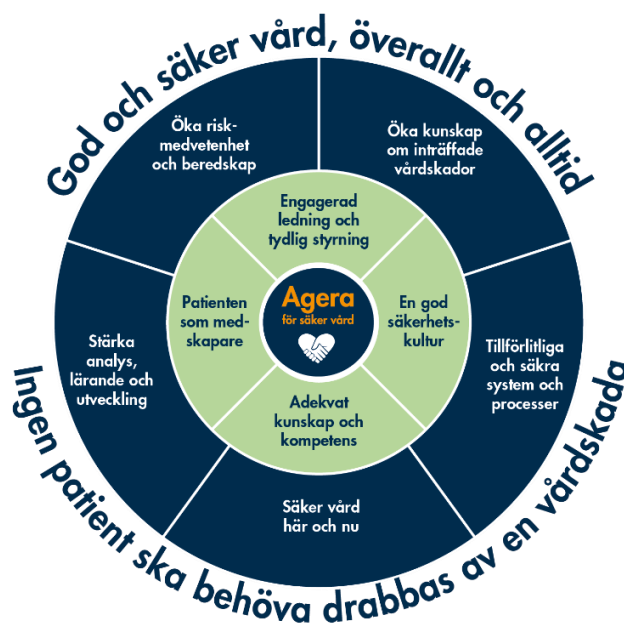 God och säker vård, överallt och alltid
Öka risk-
medvetenhet
och beredskap
Öka kunskap
om inträffade
vårdskador
Engagerad
ledning och
tydlig styrning
Patienten
som med-
skapare
Agera
för säker vård
En god
säkerhets-
kultur
Stärka
analys,
lärande och
utveckling
Tillförlitliga
och säkra
system och
processer
Adekvat
kunskap och
kompetens
Säker vård
här och nu
Ingen patient ska behöva drabbas av en vårdskada